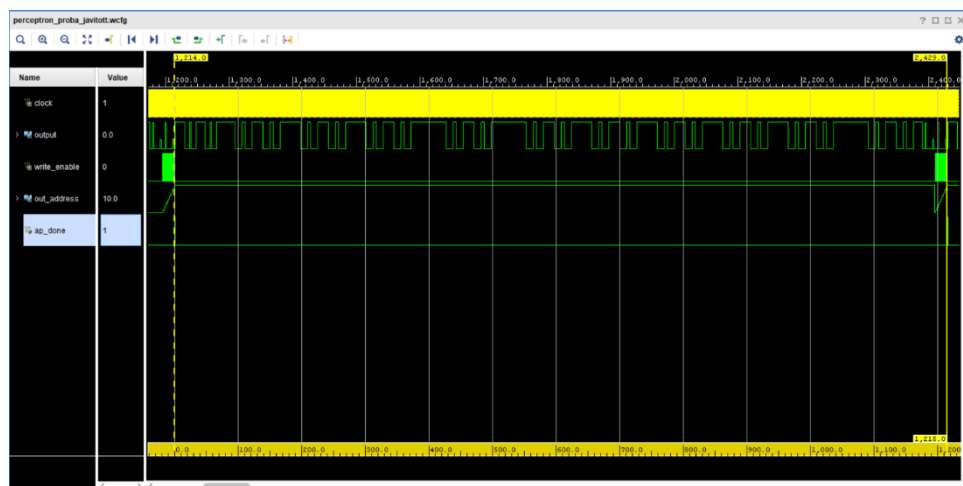 perceptron_proba_javitott.wcfg
1,214.0 2,429.0
Name Value
1,200.0 1,300.0 1,400.0 1,500.0 1,600.0 1,700.0 1,800.0 1,900.0 2,000.0 2,100.0 2,200.0 2,300.0
clock 1
output 0.0
write_enable 0
out_address 10.0
ap_done 1
1,215.0
0.0 100.0 200.0 300.0 400.0 500.0 600.0 700.0 800.0 900.0 1,000.0 1,100.0 1,200